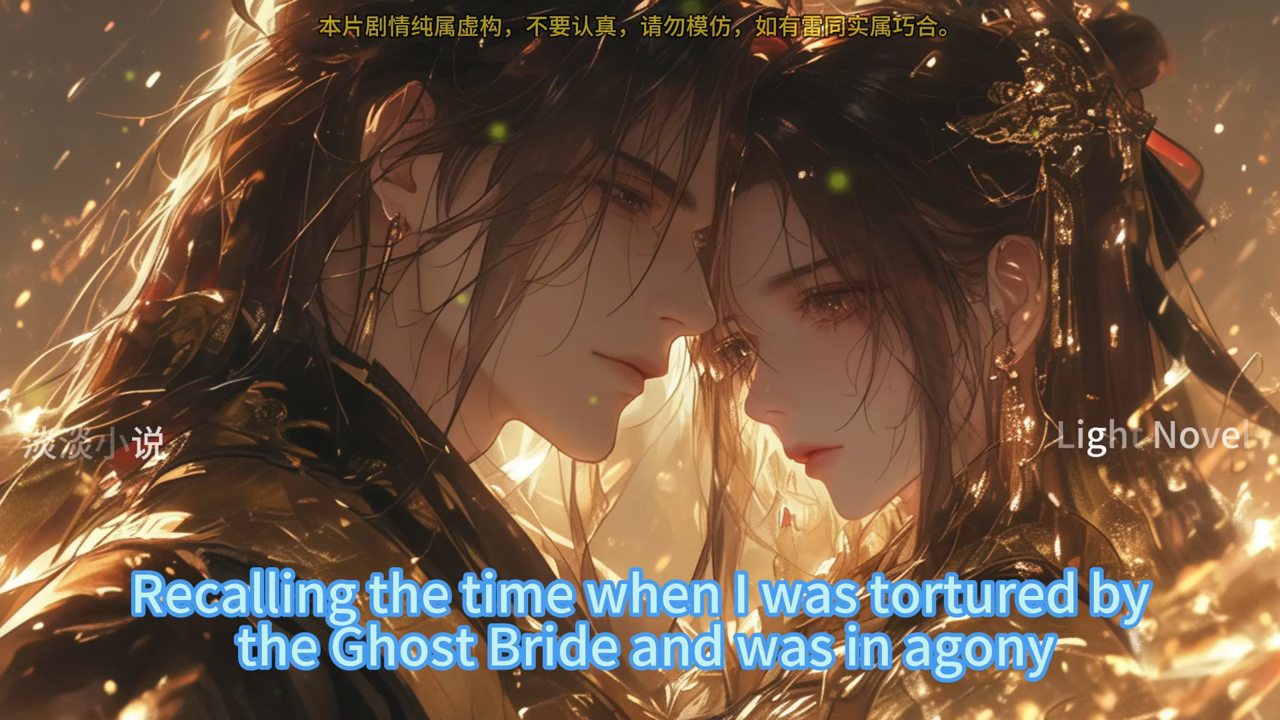 本片剧情纯属虚构，不要认真，请勿模仿，如有雷同实属巧合。
淡淡小说
Light Novel
Recalling the time when I was tortured by
the Ghost Bride and was in agony